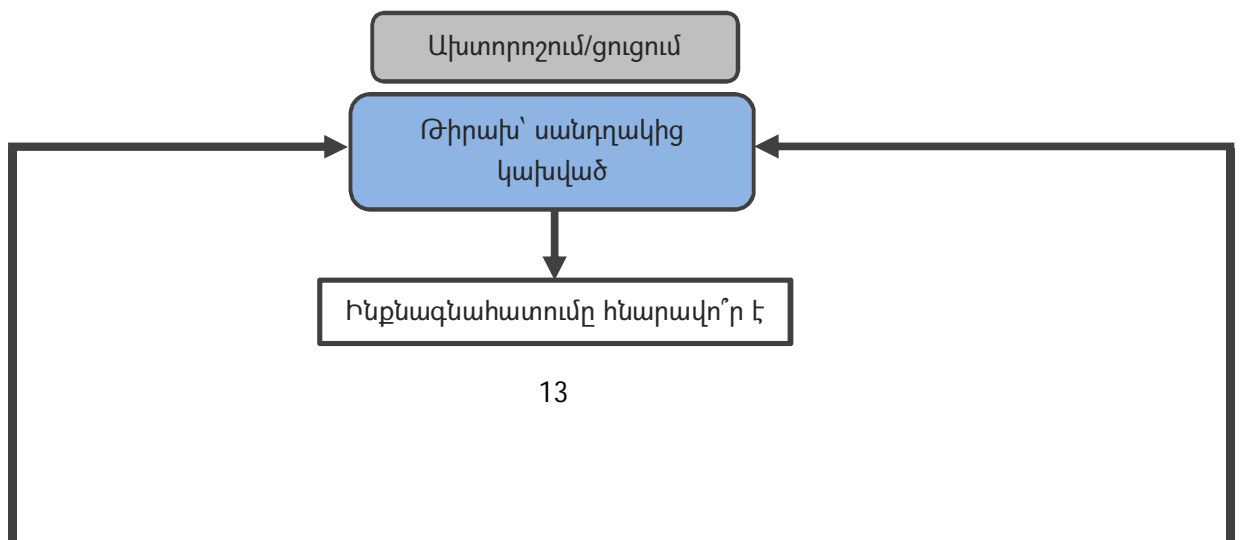 Ախտորոշում/ցուցում
Թիրախ՝ սանդղակից
կախված
Ինքնագնահատումը հնարավո՞ր է
13